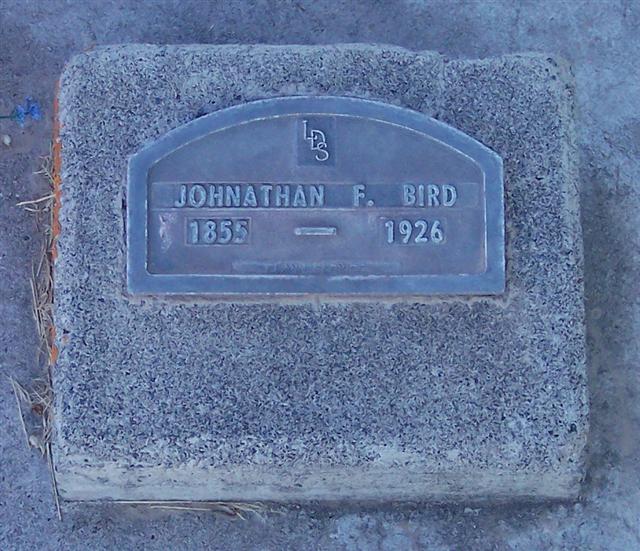 LDS
JOHNATHAN F. BIRD
1855 — 1926